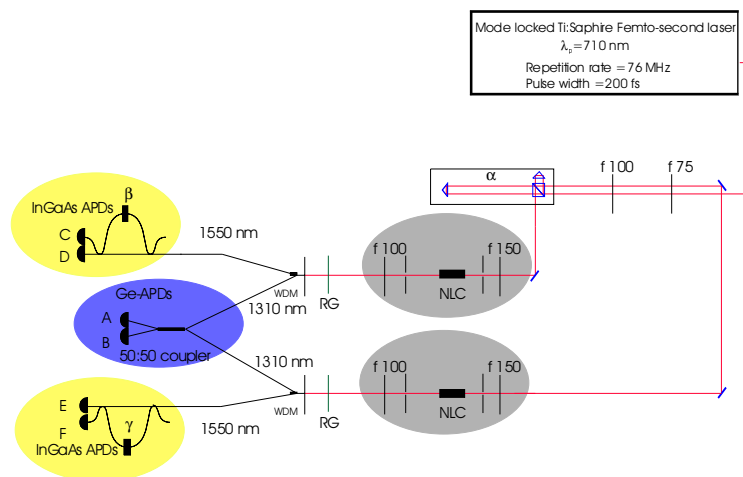 Mode locked Ti:Saphire Femto-second laser
λp=710 nm
Repetition rate =76 MHz
Pulse width =200 fs
α
f 100
f 75
β
InGaAs APDs
C
D
1550 nm
f 100
f 150
WDM
RG
NLC
Ge-APDs
1310 nm
A
B
50:50 coupler
1310 nm
f 100
f 150
E
F
γ
InGaAs APDs
1550 nm
WDM
RG
NLC